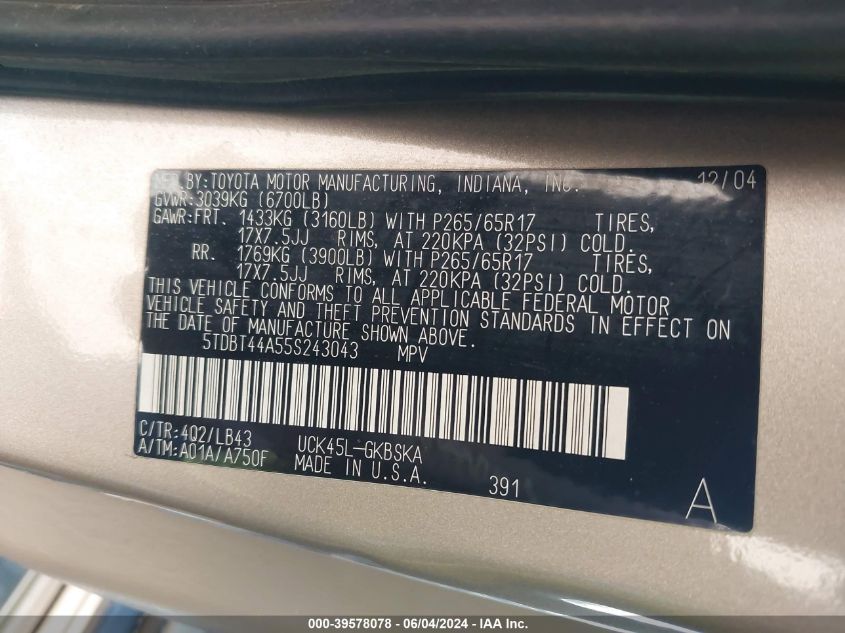 MFD.BY:TOYOTA MOTOR MANUFACTURING, INDIANA, INC. 12/04
GVWR:3039KG (6700LB)
GAWR:FRT. 1433KG (3160LB) WITH P265/65R17 TIRES,
17X7.5JJ RIMS, AT 220KPA (32PSI) COLD.
RR. 1769KG (3900LB) WITH P265/65R17 TIRES,
17X7.5JJ RIMS, AT 220KPA (32PSI) COLD.
THIS VEHICLE CONFORMS TO ALL APPLICABLE FEDERAL MOTOR
VEHICLE SAFETY AND THEFT PREVENTION STANDARDS IN EFFECT ON
THE DATE OF MANUFACTURE SHOWN ABOVE.
5TDBT44A55S243043 MPV
C/TR:4Q2/LB43 UCK45L-GKBSKA
A/TM:A01A/A750F MADE IN U.S.A.
391 A
000-39578078 - 06/04/2024 - IAA Inc.